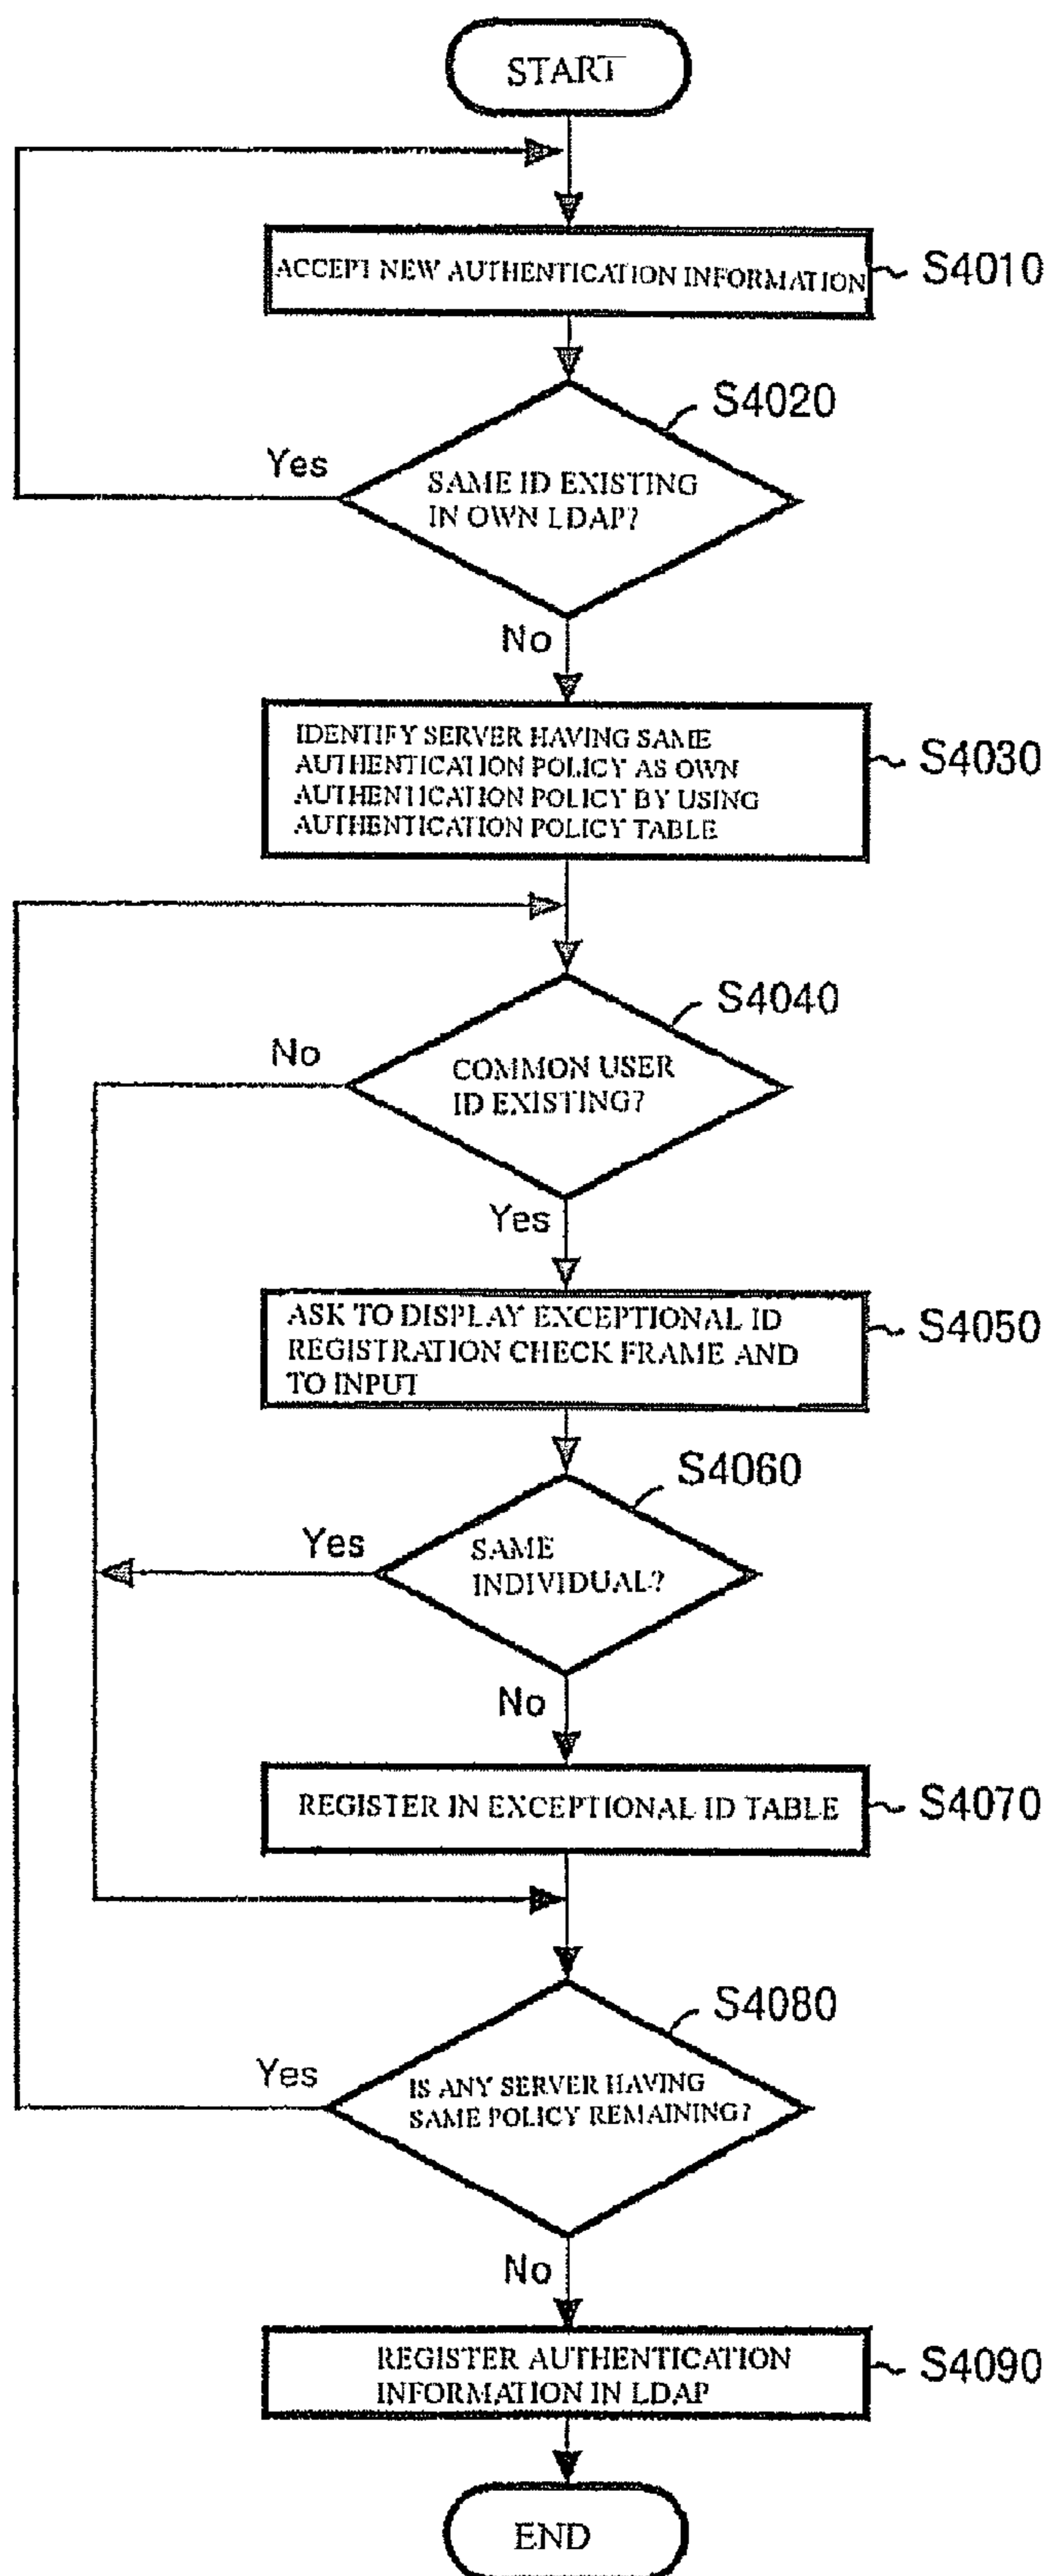 START
ACCEPT NEW AUTHENTICATION INFORMATION
S4010
S4020
Yes
SAME ID EXISTING
IN OWN LDAP?
No
IDENTIFY SERVER HAVING SAME
AUTHENTICATION POLICY AS OWN
AUTHENTICATION POLICY BY USING
AUTHENTICATION POLICY TABLE
S4030
S4040
No
COMMON USER
ID EXISTING?
Yes
ASK TO DISPLAY EXCEPTIONAL ID
REGISTRATION CHECK FRAME AND
TO INPUT
S4050
S4060
Yes
SAME
INDIVIDUAL?
No
REGISTER IN EXCEPTIONAL ID TABLE
S4070
S4080
Yes
IS ANY SERVER HAVING
SAME POLICY REMAINING?
No
REGISTER AUTHENTICATION
INFORMATION IN LDAP
S4090
END